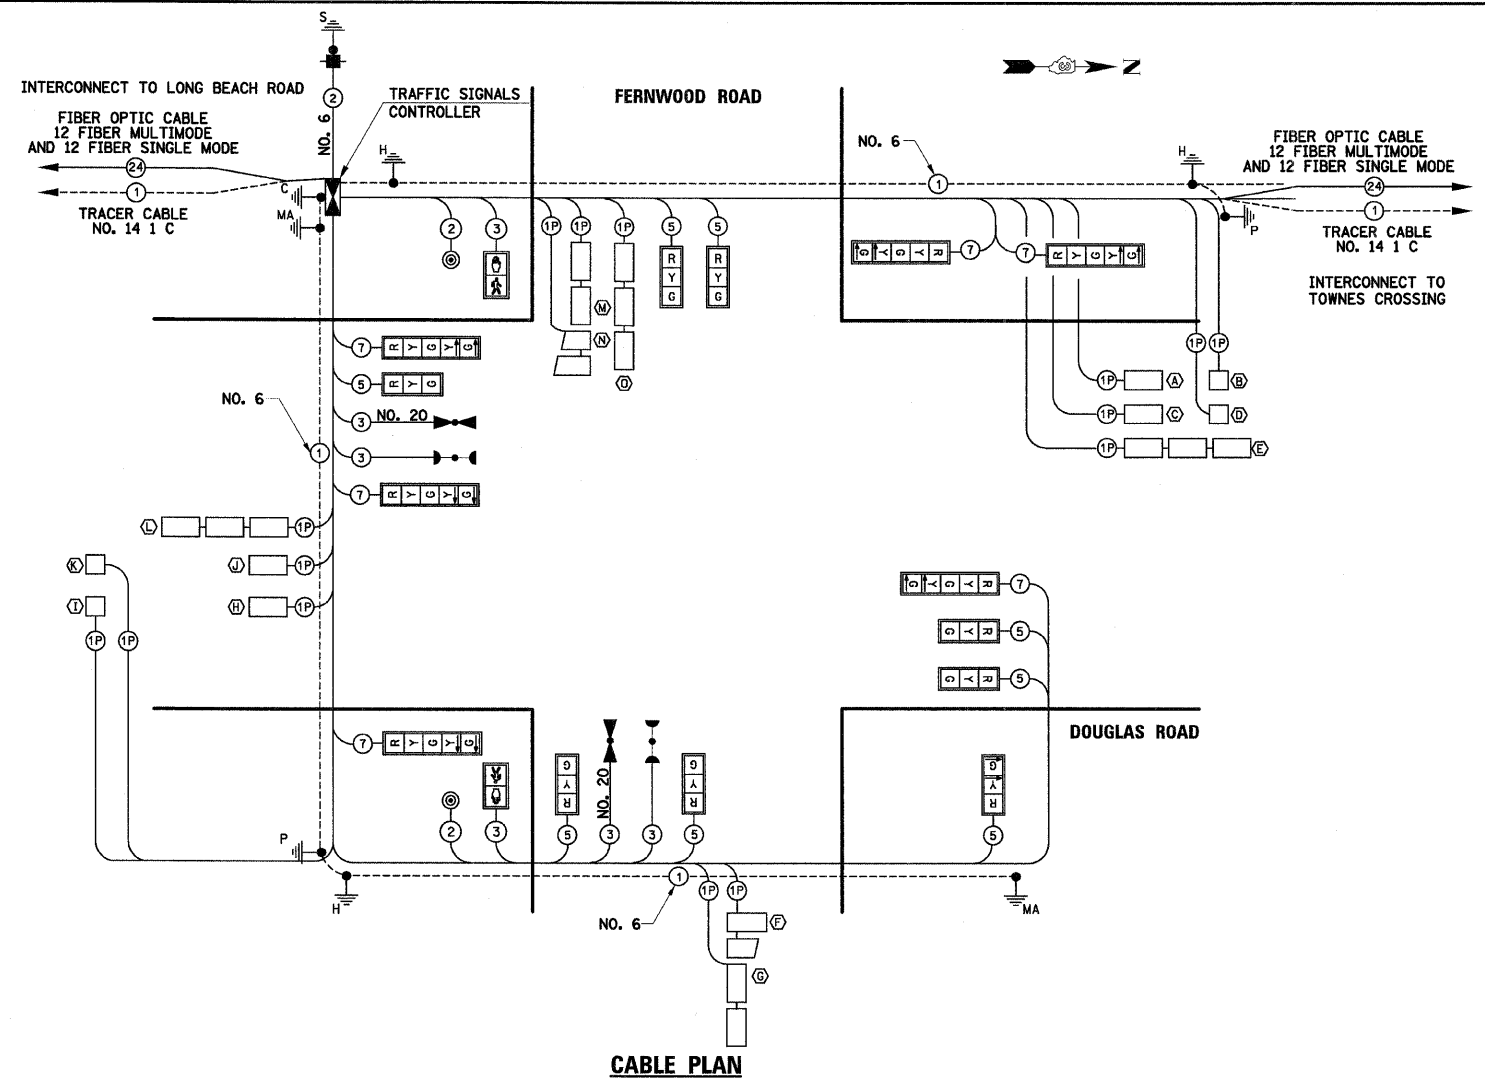 S
INTERCONNECT TO LONG BEACH ROAD
FIBER OPTIC CABLE
12 FIBER MULTIMODE
AND 12 FIBER SINGLE MODE
24
1
TRACER CABLE
NO. 14 1 C
2
NO. 6
TRAFFIC SIGNALS
CONTROLLER
C
MA
H
FERNWOOD ROAD
3 Z
NO. 6
1
H
P
FIBER OPTIC CABLE
12 FIBER MULTIMODE
AND 12 FIBER SINGLE MODE
24
1
TRACER CABLE
NO. 14 1 C
INTERCONNECT TO
TOWNES CROSSING
2
3
1P
1P
1P
5
5
R
Y
G
R
Y
G
M
N
O
R Y G Y G
7
7
R Y G Y G
1P
1P
1P
A
B
1P
C
D
1P
E
7
R Y G Y G
5
R Y G
3
NO. 20
3
7
R Y G Y G
NO. 6
1
L
1P
K
J
1P
I
H
1P
1P
1P
7
R Y G Y G
R Y G Y G
7
R Y G
5
R Y G
5
DOUGLAS ROAD
R Y G
R Y G
R Y G
NO. 20
2
3
5
3
3
5
5
P
H
1
MA
NO. 6
1P
1P
F
G
CABLE PLAN